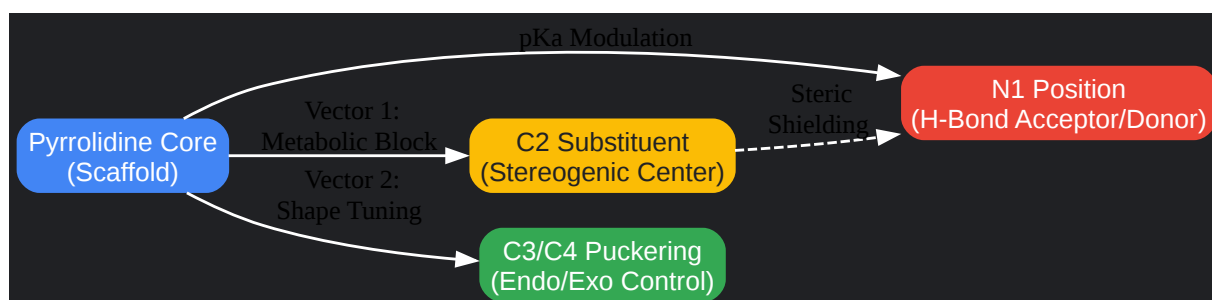 pKa Modulation
Pyrrolidine Core
(Scaffold)
Vector 1:
Metabolic Block
Vector 2:
Shape Tuning
C2 Substituent
(Stereogenic Center)
Steric
Shielding
N1 Position
(H-Bond Acceptor/Donor)
C3/C4 Puckering
(Endo/Exo Control)